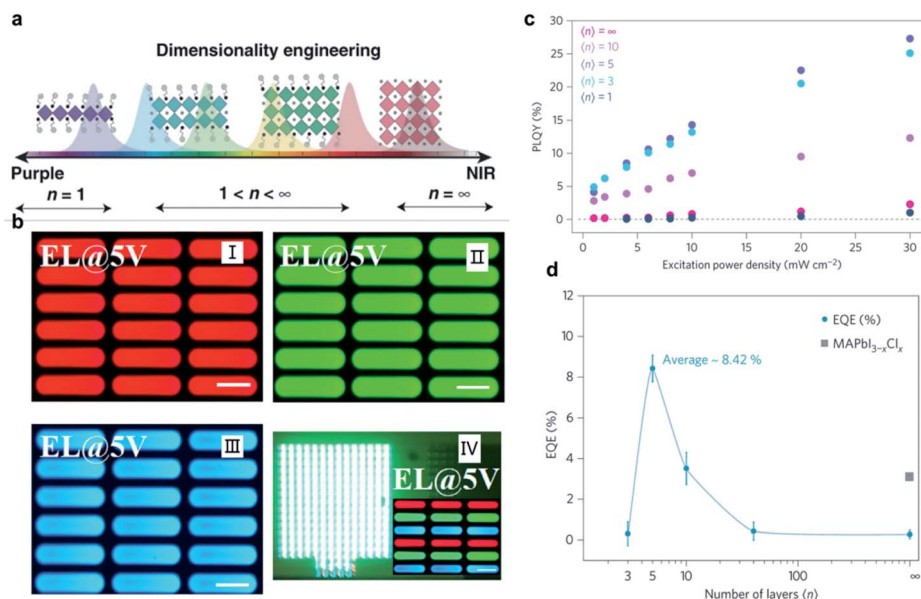 a
Dimensionality engineering
Purple
NIR
n = 1
1 < n < ∞
n = ∞
b
EL@5V
I
EL@5V
II
EL@5V
III
IV
EL@5V
c
30
25
20
15
10
5
0
PLQY (%)
⟨n⟩ = ∞
⟨n⟩ = 10
⟨n⟩ = 5
⟨n⟩ = 3
⟨n⟩ = 1
0 5 10 15 20 25 30
Excitation power density (mW cm⁻²)
d
12
10
8
6
4
2
0
EQE (%)
EQE (%)
MAPbI₃₋ₓClₓ
Average ~ 8.42 %
3 5 10 100 ∞
Number of layers ⟨n⟩